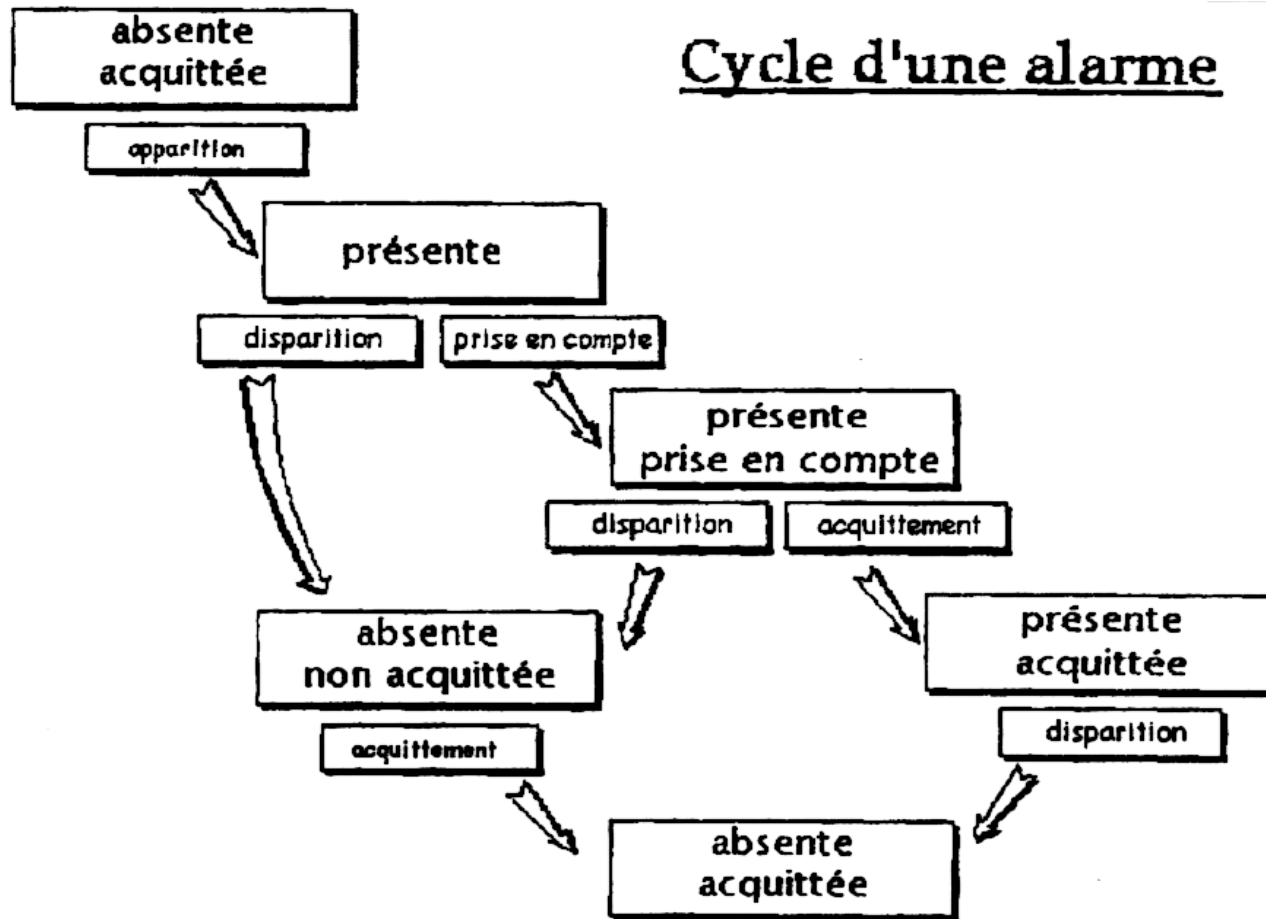 absente
acquittée
Cycle d'une alarme
apparition
présente
disparition
prise en compte
présente
prise en compte
disparition
acquittement
absente
non acquittée
présente
acquittée
acquittement
disparition
absente
acquittée